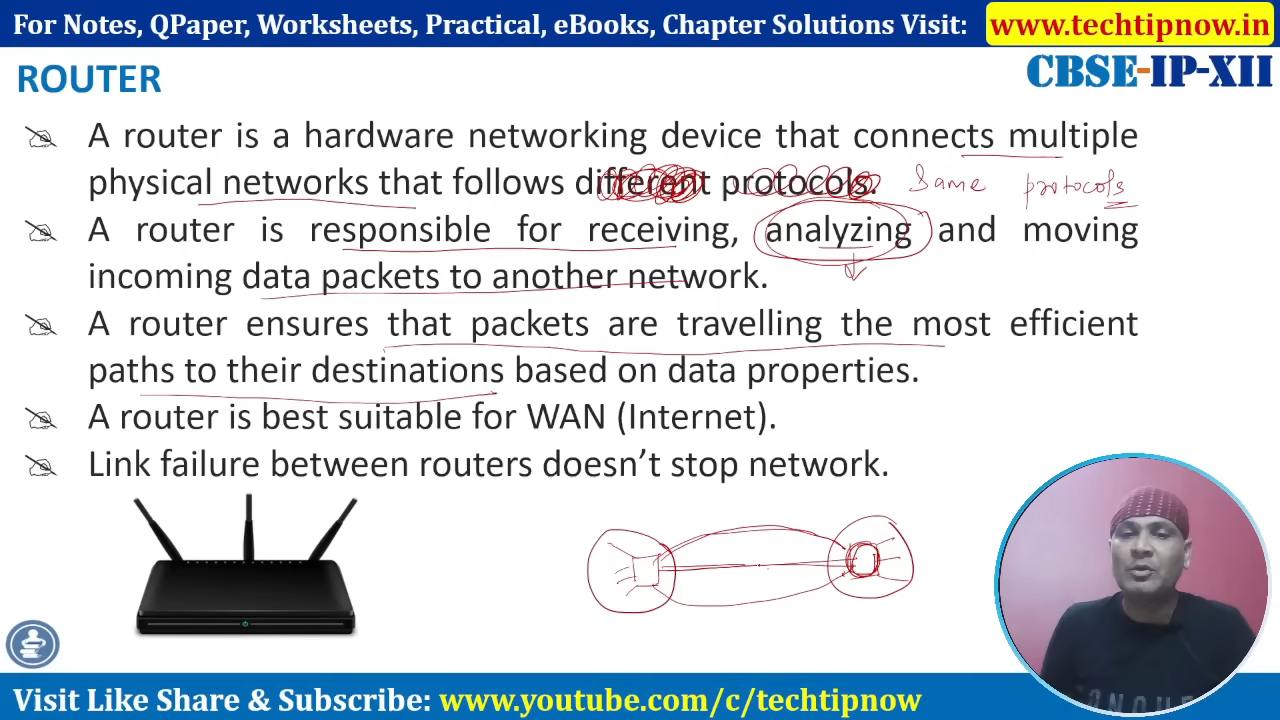 For Notes, QPaper, Worksheets, Practical, eBooks, Chapter Solutions Visit: www.techtipnow.in
ROUTER
CBSE-IP-XII
A router is a hardware networking device that connects multiple
physical networks that follows different protocols. Same protocols
A router is responsible for receiving, analyzing and moving
incoming data packets to another network.
A router ensures that packets are travelling the most efficient
paths to their destinations based on data properties.
A router is best suitable for WAN (Internet).
Link failure between routers doesn’t stop network.
Visit Like Share & Subscribe: www.youtube.com/c/techtipnow